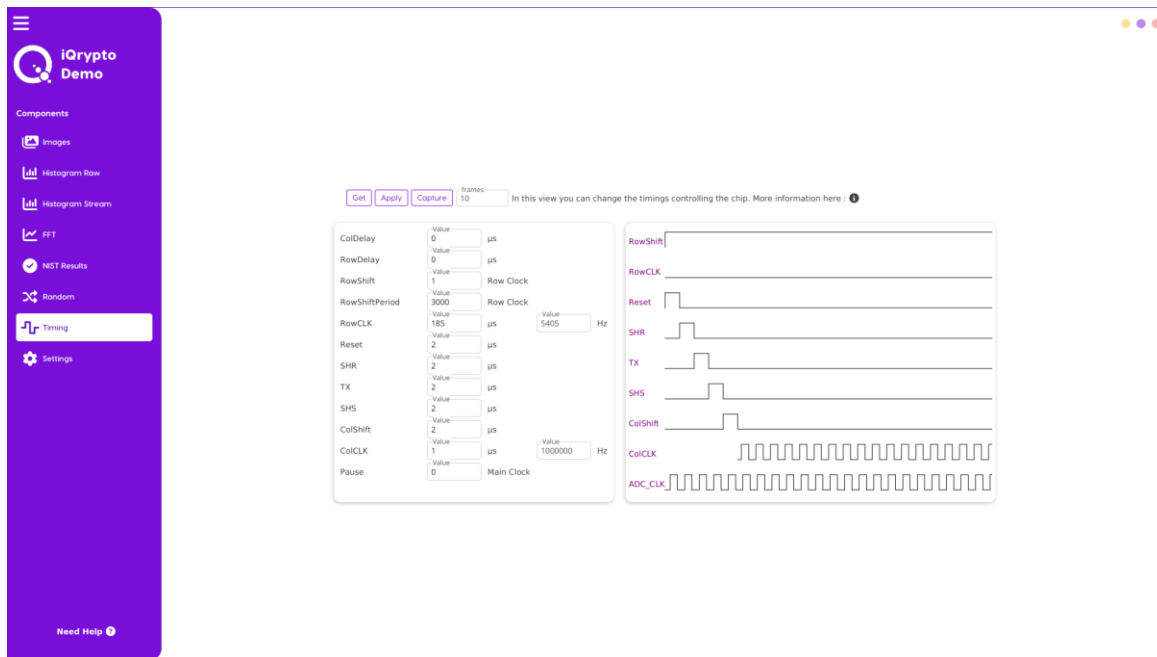 iQrypto
Demo
Components
Images
Histogram Raw
Histogram Stream
FFT
NIST Results
Random
Timing
Settings
Need Help ?
Get Apply Capture frames 10 In this view you can change the timings controlling the chip. More information here : i
ColDelay Value 0 µs
RowDelay Value 0 µs
RowShift Value 1 Row Clock
RowShiftPeriod Value 3000 Row Clock
RowCLK Value 185 µs Value 5405 Hz
Reset Value 2 µs
SHR Value 2 µs
TX Value 2 µs
SHS Value 2 µs
ColShift Value 2 µs
ColCLK Value 1 µs Value 1000000 Hz
Pause Value 0 Main Clock
RowShift
RowCLK
Reset
SHR
TX
SHS
ColShift
ColCLK
ADC_CLK